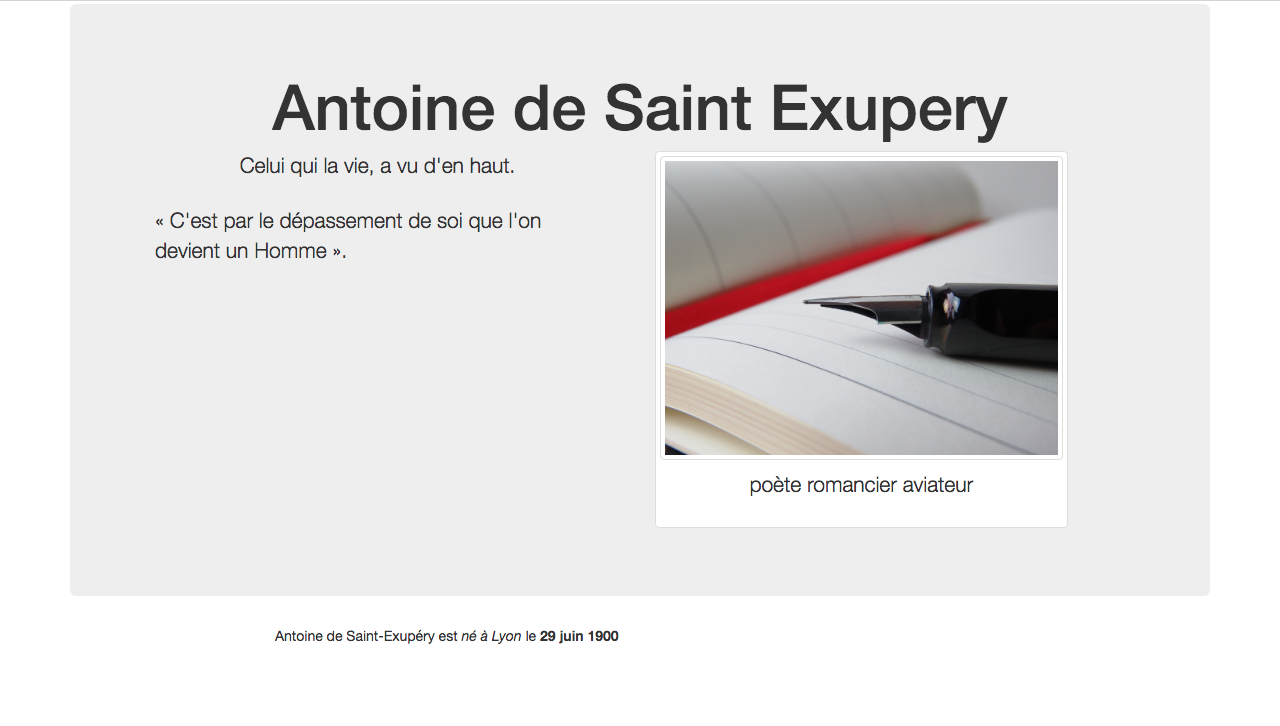 Antoine de Saint Exupery
Celui qui la vie, a vu d'en haut.
« C'est par le dépassement de soi que l'on
devient un Homme ».
poète romancier aviateur
Antoine de Saint-Exupéry est né à Lyon le 29 juin 1900